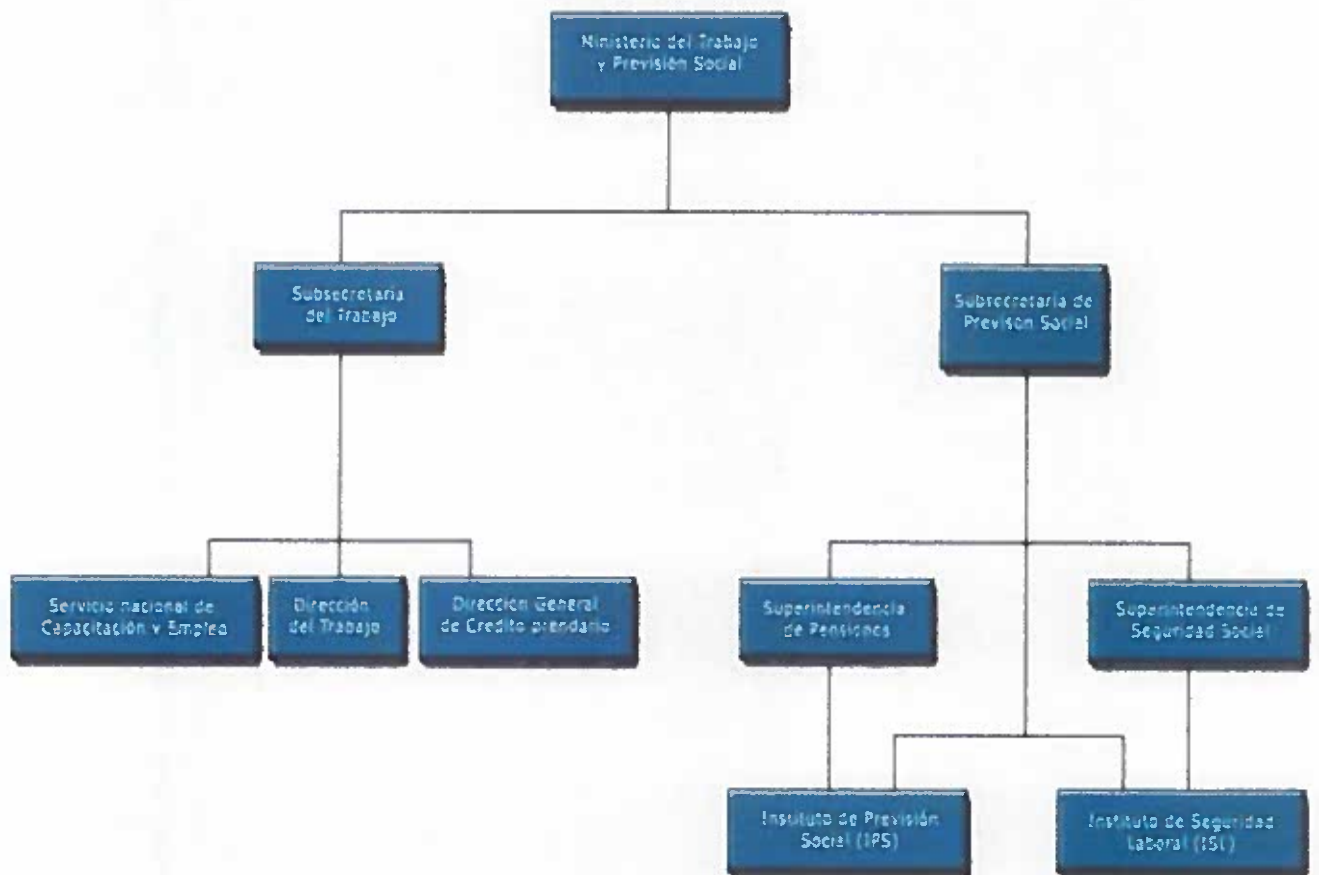 Ministerio del Trabajo
y Previsión Social
Subsecretaría
del Trabajo
Subsecretaría de
Previsón Social
Servicio nacional de
Capacitación y Empleo
Dirección
del Trabajo
Dirección General
de Credito prendario
Superintendencia
de Pensiones
Superintendencia de
Seguridad Social
Instituto de Previsión
Social (IPS)
Instituto de Seguridad
Laboral (ISL)